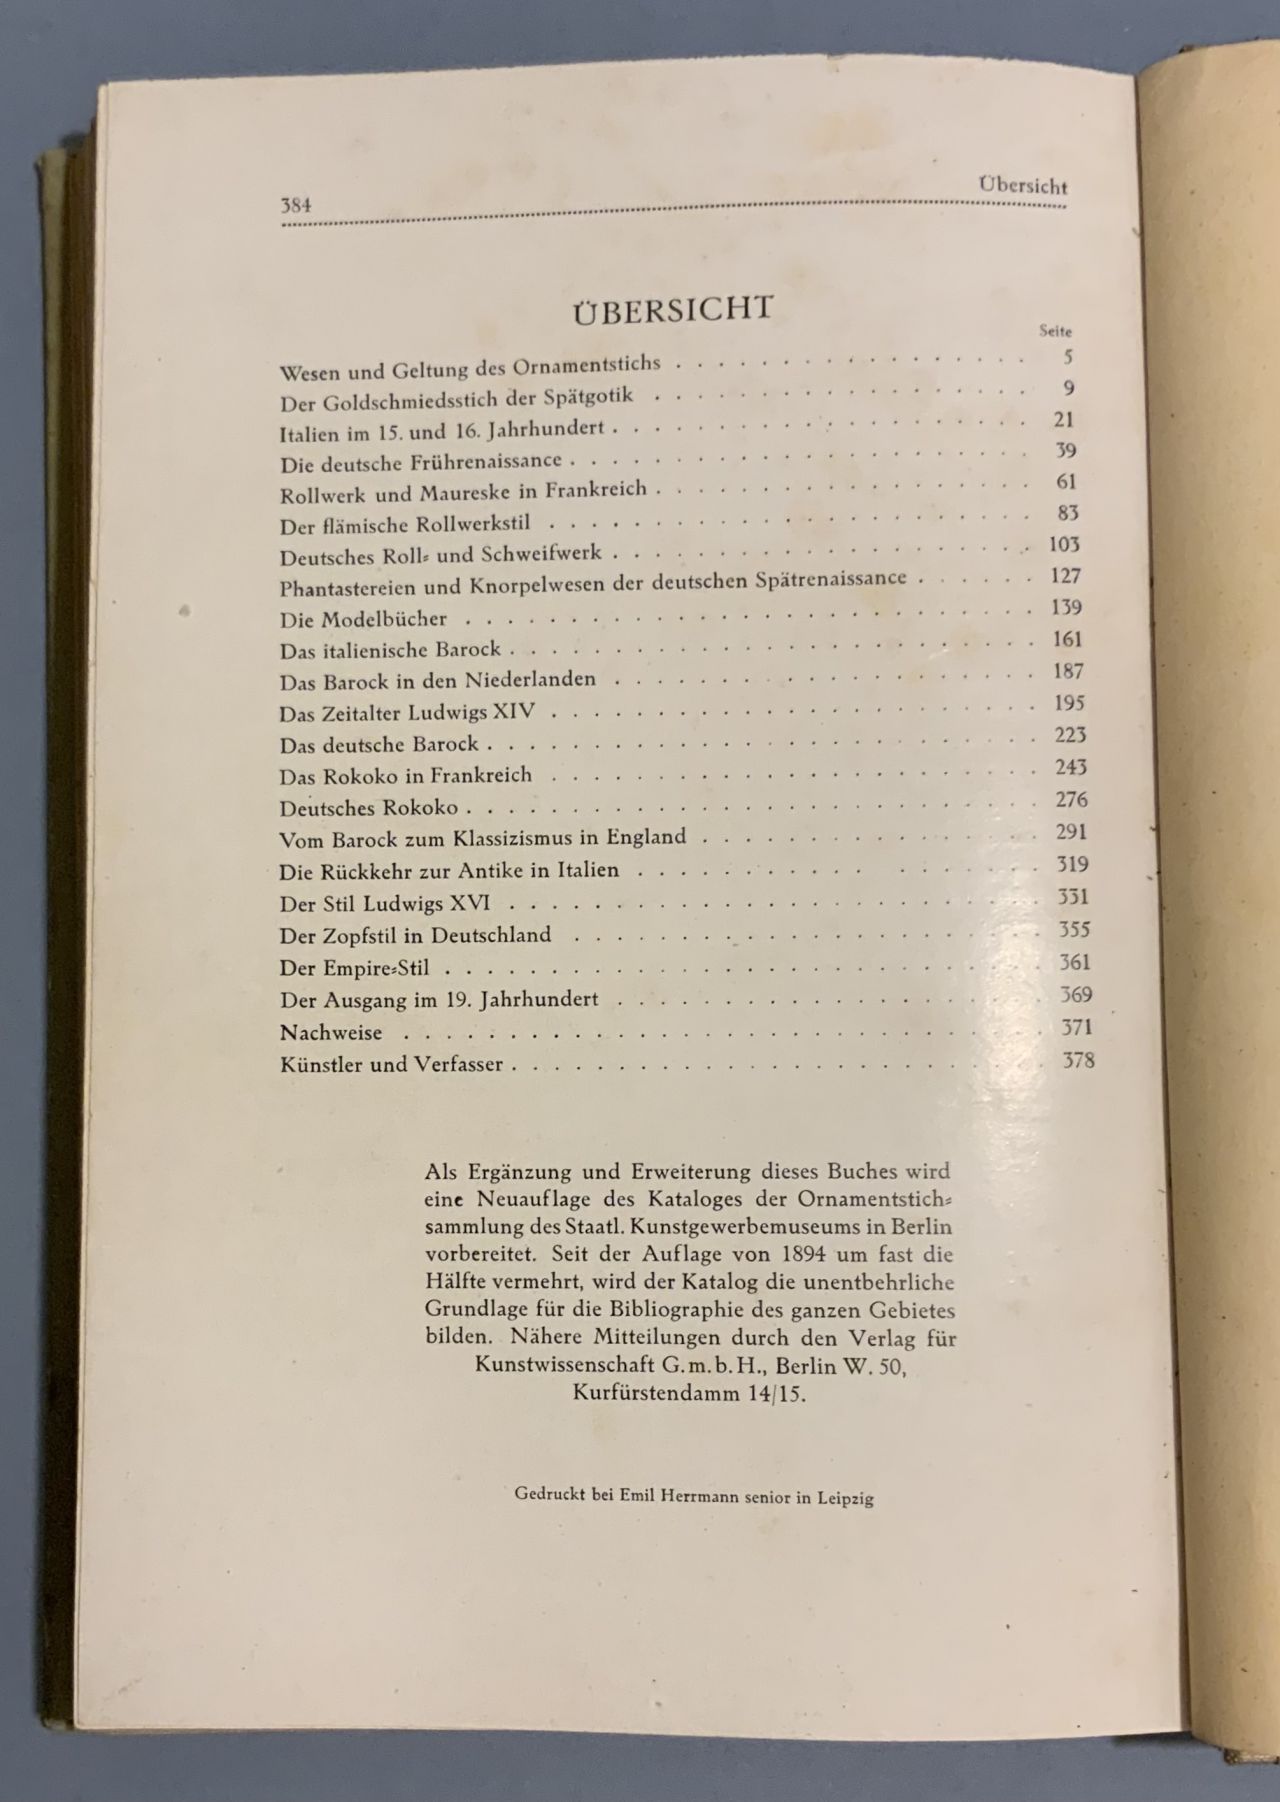 384 Übersicht
ÜBERSICHT
Seite
Wesen und Geltung des Ornamentstichs . . . . . . . . . . . . . . . . . 5
Der Goldschmiedsstich der Spätgotik . . . . . . . . . . . . . . . . . . 9
Italien im 15. und 16. Jahrhundert . . . . . . . . . . . . . . . . . . . . 21
Die deutsche Frührenaissance . . . . . . . . . . . . . . . . . . . . . . 39
Rollwerk und Maureske in Frankreich . . . . . . . . . . . . . . . . . . 61
Der flämische Rollwerkstil . . . . . . . . . . . . . . . . . . . . . . . 83
Deutsches Roll= und Schweifwerk . . . . . . . . . . . . . . . . . . . . 103
Phantastereien und Knorpelwesen der deutschen Spätrenaissance . . . . . . 127
Die Modelbücher . . . . . . . . . . . . . . . . . . . . . . . . . . . 139
Das italienische Barock . . . . . . . . . . . . . . . . . . . . . . . . . 161
Das Barock in den Niederlanden . . . . . . . . . . . . . . . . . . . . 187
Das Zeitalter Ludwigs XIV . . . . . . . . . . . . . . . . . . . . . . . 195
Das deutsche Barock . . . . . . . . . . . . . . . . . . . . . . . . . . 223
Das Rokoko in Frankreich . . . . . . . . . . . . . . . . . . . . . . . 243
Deutsches Rokoko . . . . . . . . . . . . . . . . . . . . . . . . . . . 276
Vom Barock zum Klassizismus in England . . . . . . . . . . . . . . . . 291
Die Rückkehr zur Antike in Italien . . . . . . . . . . . . . . . . . . . 319
Der Stil Ludwigs XVI . . . . . . . . . . . . . . . . . . . . . . . . . 331
Der Zopfstil in Deutschland . . . . . . . . . . . . . . . . . . . . . . 355
Der Empire=Stil . . . . . . . . . . . . . . . . . . . . . . . . . . . . 361
Der Ausgang im 19. Jahrhundert . . . . . . . . . . . . . . . . . . . . 369
Nachweise . . . . . . . . . . . . . . . . . . . . . . . . . . . . . . 371
Künstler und Verfasser . . . . . . . . . . . . . . . . . . . . . . . . . 378
Als Ergänzung und Erweiterung dieses Buches wird
eine Neuauflage des Kataloges der Ornamentstich=
sammlung des Staatl. Kunstgewerbemuseums in Berlin
vorbereitet. Seit der Auflage von 1894 um fast die
Hälfte vermehrt, wird der Katalog die unentbehrliche
Grundlage für die Bibliographie des ganzen Gebietes
bilden. Nähere Mitteilungen durch den Verlag für
Kunstwissenschaft G.m.b.H., Berlin W. 50,
Kurfürstendamm 14/15.
Gedruckt bei Emil Herrmann senior in Leipzig